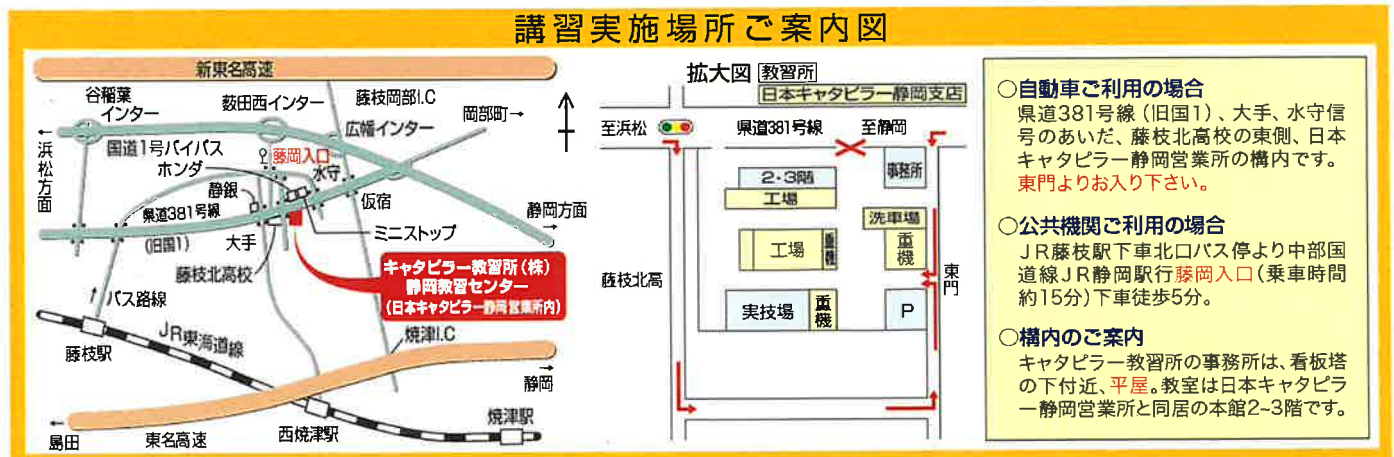 講習実施場所ご案内図
新東名高速
谷稲葉
インター
薮田西インター
藤枝岡部I.C
岡部町→
←浜松方面
国道1号バイパス
広幡インター
ホンダ
藤岡入口
水守
静銀
県道381号線
(旧国1)
仮宿
静岡方面
→
大手
ミニストップ
藤枝北高校
キャタピラー教習所(株)
静岡教習センター
(日本キャタピラー静岡営業所内)
↑
バス路線
JR東海道線
藤枝駅
焼津I.C
→
静岡
←
島田
東名高速
西焼津駅
焼津駅
拡大図 教習所
日本キャタピラー静岡支店
至浜松
県道381号線
至静岡
2・3階
事務所
工場
洗車場
工場
重機
重機
藤枝北高
東門
実技場
重機
P
○自動車ご利用の場合
県道381号線(旧国1)、大手、水守信
号のあいだ、藤枝北高校の東側、日本
キャタピラー静岡営業所の構内です。
東門よりお入り下さい。
○公共機関ご利用の場合
JR藤枝駅下車北口バス停より中部国
道線JR静岡駅行藤岡入口(乗車時間
約15分)下車徒歩5分。
○構内のご案内
キャタピラー教習所の事務所は、看板塔
の下付近、平屋。教室は日本キャタピラ
ー静岡営業所と同居の本館2~3階です。